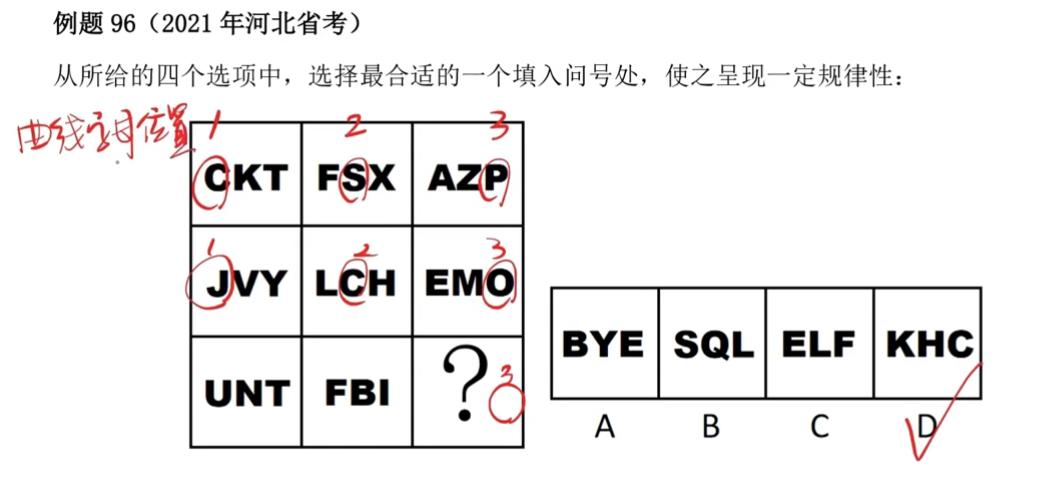 例题 96（2021 年河北省考）
从所给的四个选项中，选择最合适的一个填入问号处，使之呈现一定规律性：
曲线字母位置
1 2 3
CKT FSX AZP
1 2 3
JVY LCH EMO
BYE SQL ELF KHC
UNT FBI ? 3
A B C D